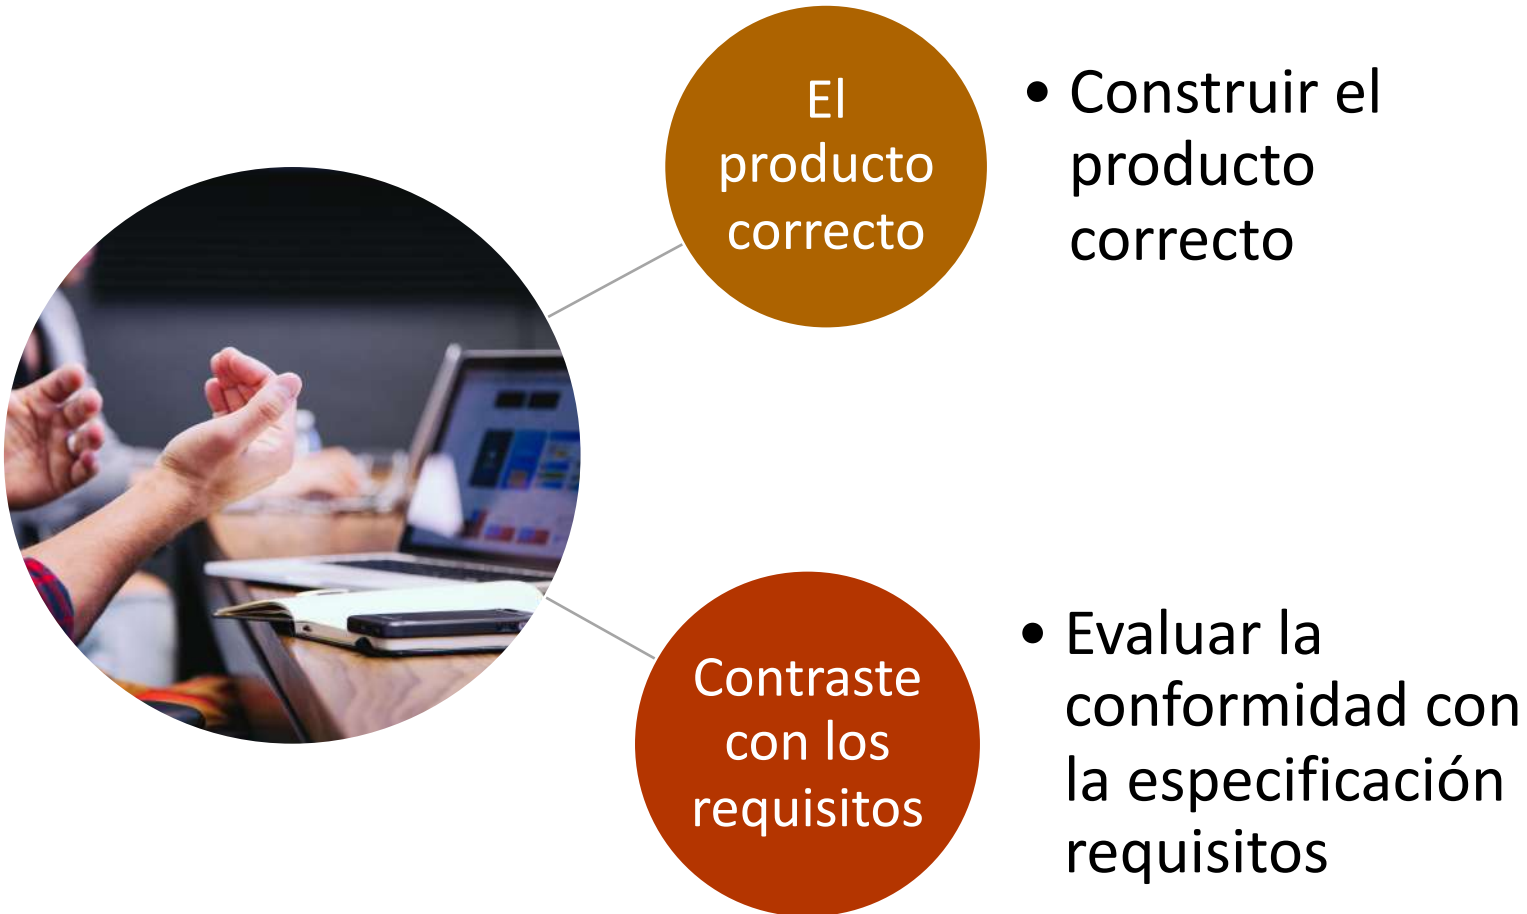 El
producto
correcto
• Construir el
producto
correcto
Contraste
con los
requisitos
• Evaluar la
conformidad con
la especificación
requisitos